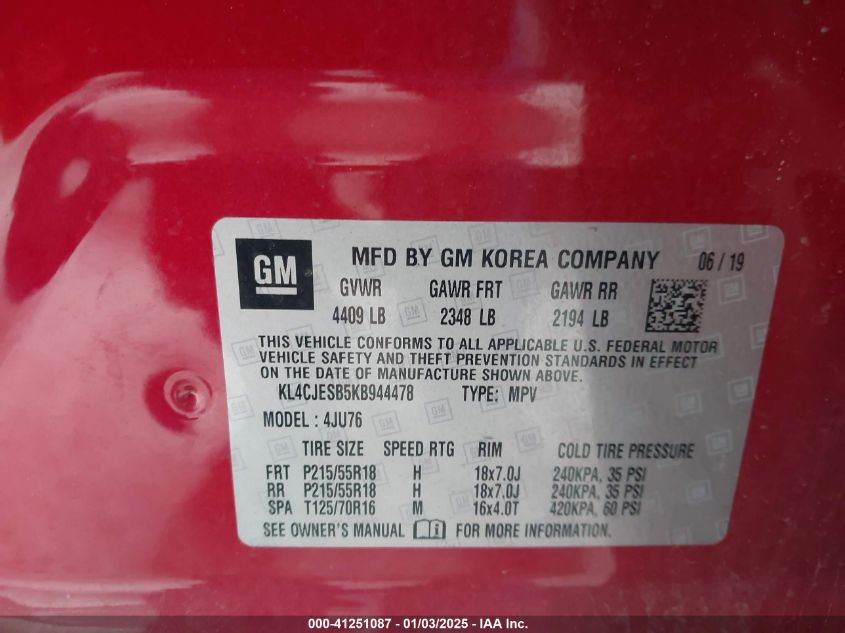 GM MFD BY GM KOREA COMPANY 06 / 19
GVWR GAWR FRT GAWR RR
4409 LB 2348 LB 2194 LB
THIS VEHICLE CONFORMS TO ALL APPLICABLE U.S. FEDERAL MOTOR
VEHICLE SAFETY AND THEFT PREVENTION STANDARDS IN EFFECT
ON THE DATE OF MANUFACTURE SHOWN ABOVE.
KL4CJESB5KB944478 TYPE: MPV
MODEL : 4JU76
TIRE SIZE SPEED RTG RIM COLD TIRE PRESSURE
FRT P215/55R18 H 18x7.0J 240KPA, 35 PSI
RR P215/55R18 H 18x7.0J 240KPA, 35 PSI
SPA T125/70R16 M 16x4.0T 420KPA, 60 PSI
SEE OWNER'S MANUAL i FOR MORE INFORMATION.
000-41251087 - 01/03/2025 - IAA Inc.